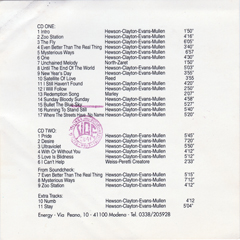 CD ONE:
1 Intro Hewson-Clayton-Evans-Mullen 1'50"
2 Zoo Station Hewson-Clayton-Evans-Mullen 4'16"
3 The Fly Hewson-Clayton-Evans-Mullen
4 Even Better Than The Real Thing Hewson-Clayton-Evans-Mullen
5 Mysterious Ways Hewson-Clayton-Evans-Mullen
6 One Hewson-Clayton-Evans-Mullen
7 Unchained Melody North-Zaret
8 Until The End Of The World Hewson-Clayton-Evans-Mullen
9 New Year's Day Hewson-Clayton-Evans-Mullen
10 Satellite Of Love Reed
11 I Still Haven't Found Hewson-Clayton-Evans-Mullen
12 I Will Follow Hewson-Clayton-Evans-Mullen
13 Redemption Song Marley
14 Sunday Bloody Sunday Hewson-Clayton-Evans-Mullen
15 Bullet The Blue Sky Hewson-Clayton-Evans-Mullen
16 Running To Stand Still Hewson-Clayton-Evans-Mullen
17 Where The Streets Have No Name Hewson-Clayton-Evans-Mullen
CD TWO:
1 Pride Hewson-Clayton-Evans-Mullen
2 Desire Hewson-Clayton-Evans-Mullen
3 Ultraviolet Hewson-Clayton-Evans-Mullen
4 With Or Without You Hewson-Clayton-Evans-Mullen
5 Love Is Blindness Hewson-Clayton-Evans-Mullen
6 I Can't Help Weiss-Peretti-Creatore
From Soundcheck:
7 Even Better Than The Real Thing Hewson-Clayton-Evans-Mullen
8 Mysterious Ways Hewson-Clayton-Evans-Mullen
9 Zoo Station Hewson-Clayton-Evans-Mullen
Extra Tracks:
10 Numb Hewson-Clayton-Evans-Mullen
11 Stay Hewson-Clayton-Evans-Mullen
Energy - Via Peano, 10 - 41100 Modena - Tel. 0338/205928